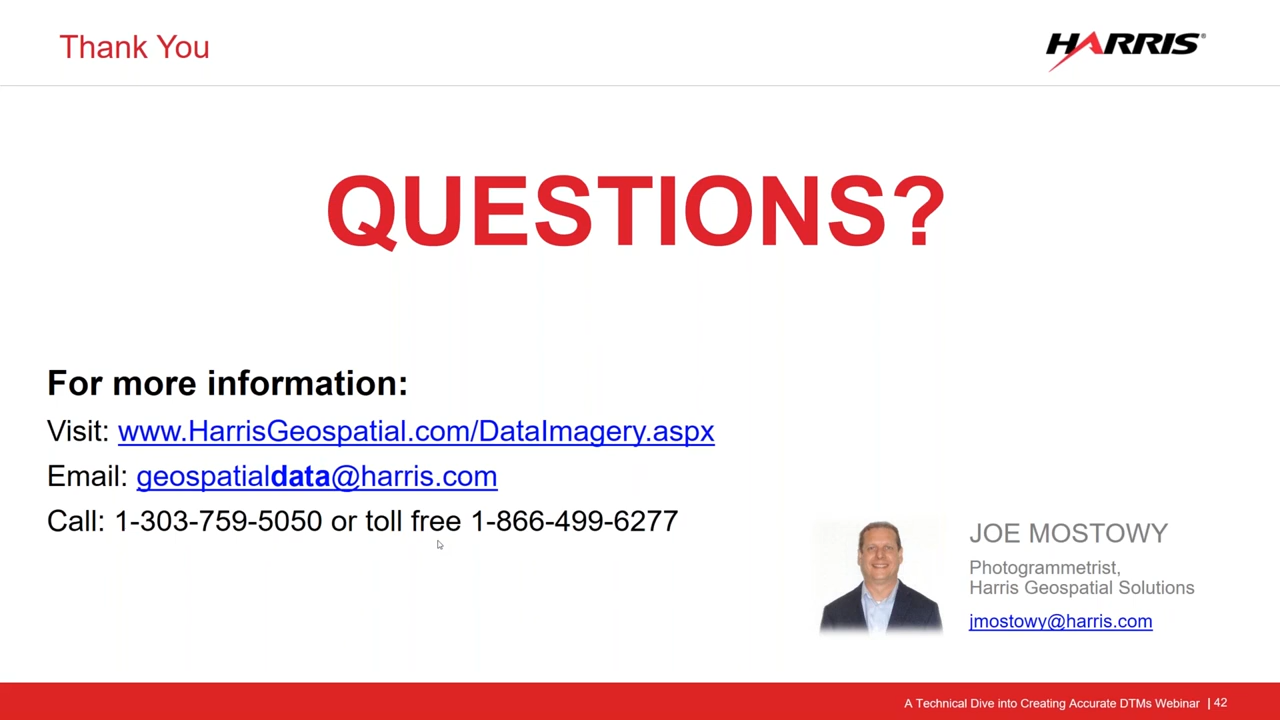 Thank You
HARRIS®
QUESTIONS?
For more information:
Visit: www.HarrisGeospatial.com/DataImagery.aspx
Email: geospatialdata@harris.com
Call: 1-303-759-5050 or toll free 1-866-499-6277
JOE MOSTOWY
Photogrammetrist,
Harris Geospatial Solutions
jmostowy@harris.com
A Technical Dive into Creating Accurate DTMs Webinar | 42